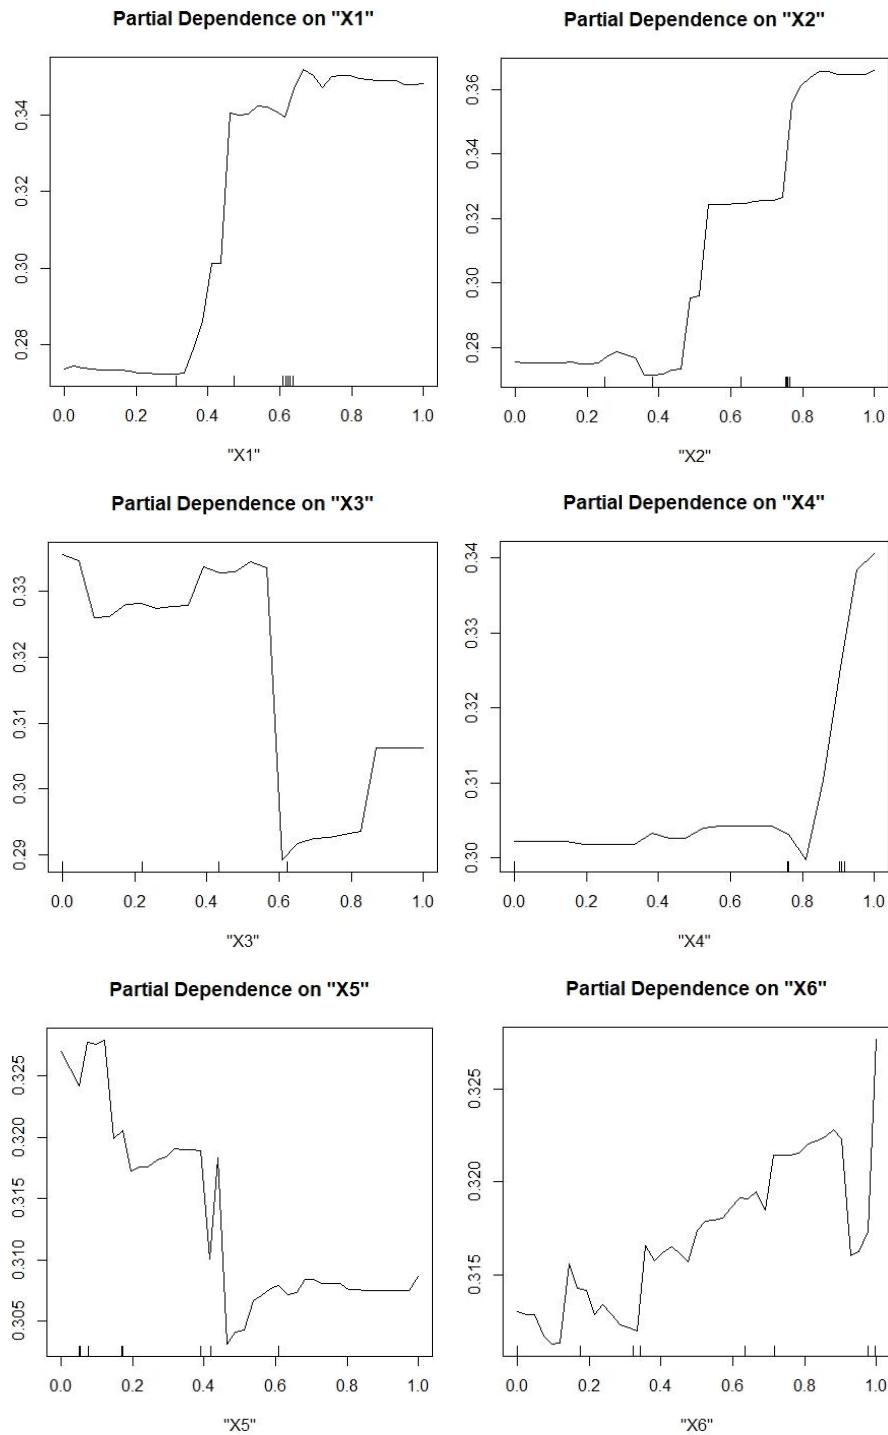 Partial Dependence on "X1"
0.34
0.32
0.30
0.28
0.0 0.2 0.4 0.6 0.8 1.0
"X1"
Partial Dependence on "X2"
0.36
0.34
0.32
0.30
0.28
0.0 0.2 0.4 0.6 0.8 1.0
"X2"
Partial Dependence on "X3"
0.33
0.32
0.31
0.30
0.29
0.0 0.2 0.4 0.6 0.8 1.0
"X3"
Partial Dependence on "X4"
0.34
0.33
0.32
0.31
0.30
0.0 0.2 0.4 0.6 0.8 1.0
"X4"
Partial Dependence on "X5"
0.325
0.320
0.315
0.310
0.305
0.0 0.2 0.4 0.6 0.8 1.0
"X5"
Partial Dependence on "X6"
0.325
0.320
0.315
0.0 0.2 0.4 0.6 0.8 1.0
"X6"